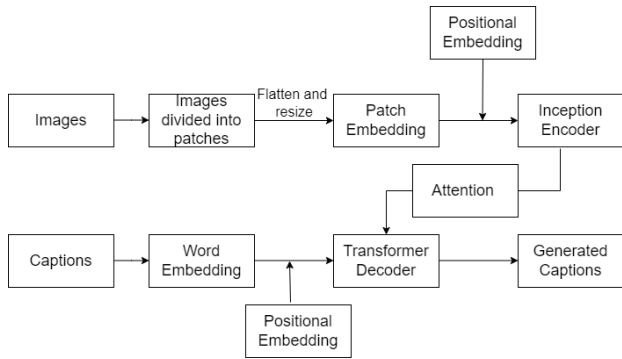 Positional
Embedding
Flatten and
resize
Images
Images
divided into
patches
Patch
Embedding
Inception
Encoder
Attention
Captions
Word
Embedding
Transformer
Decoder
Generated
Captions
Positional
Embedding